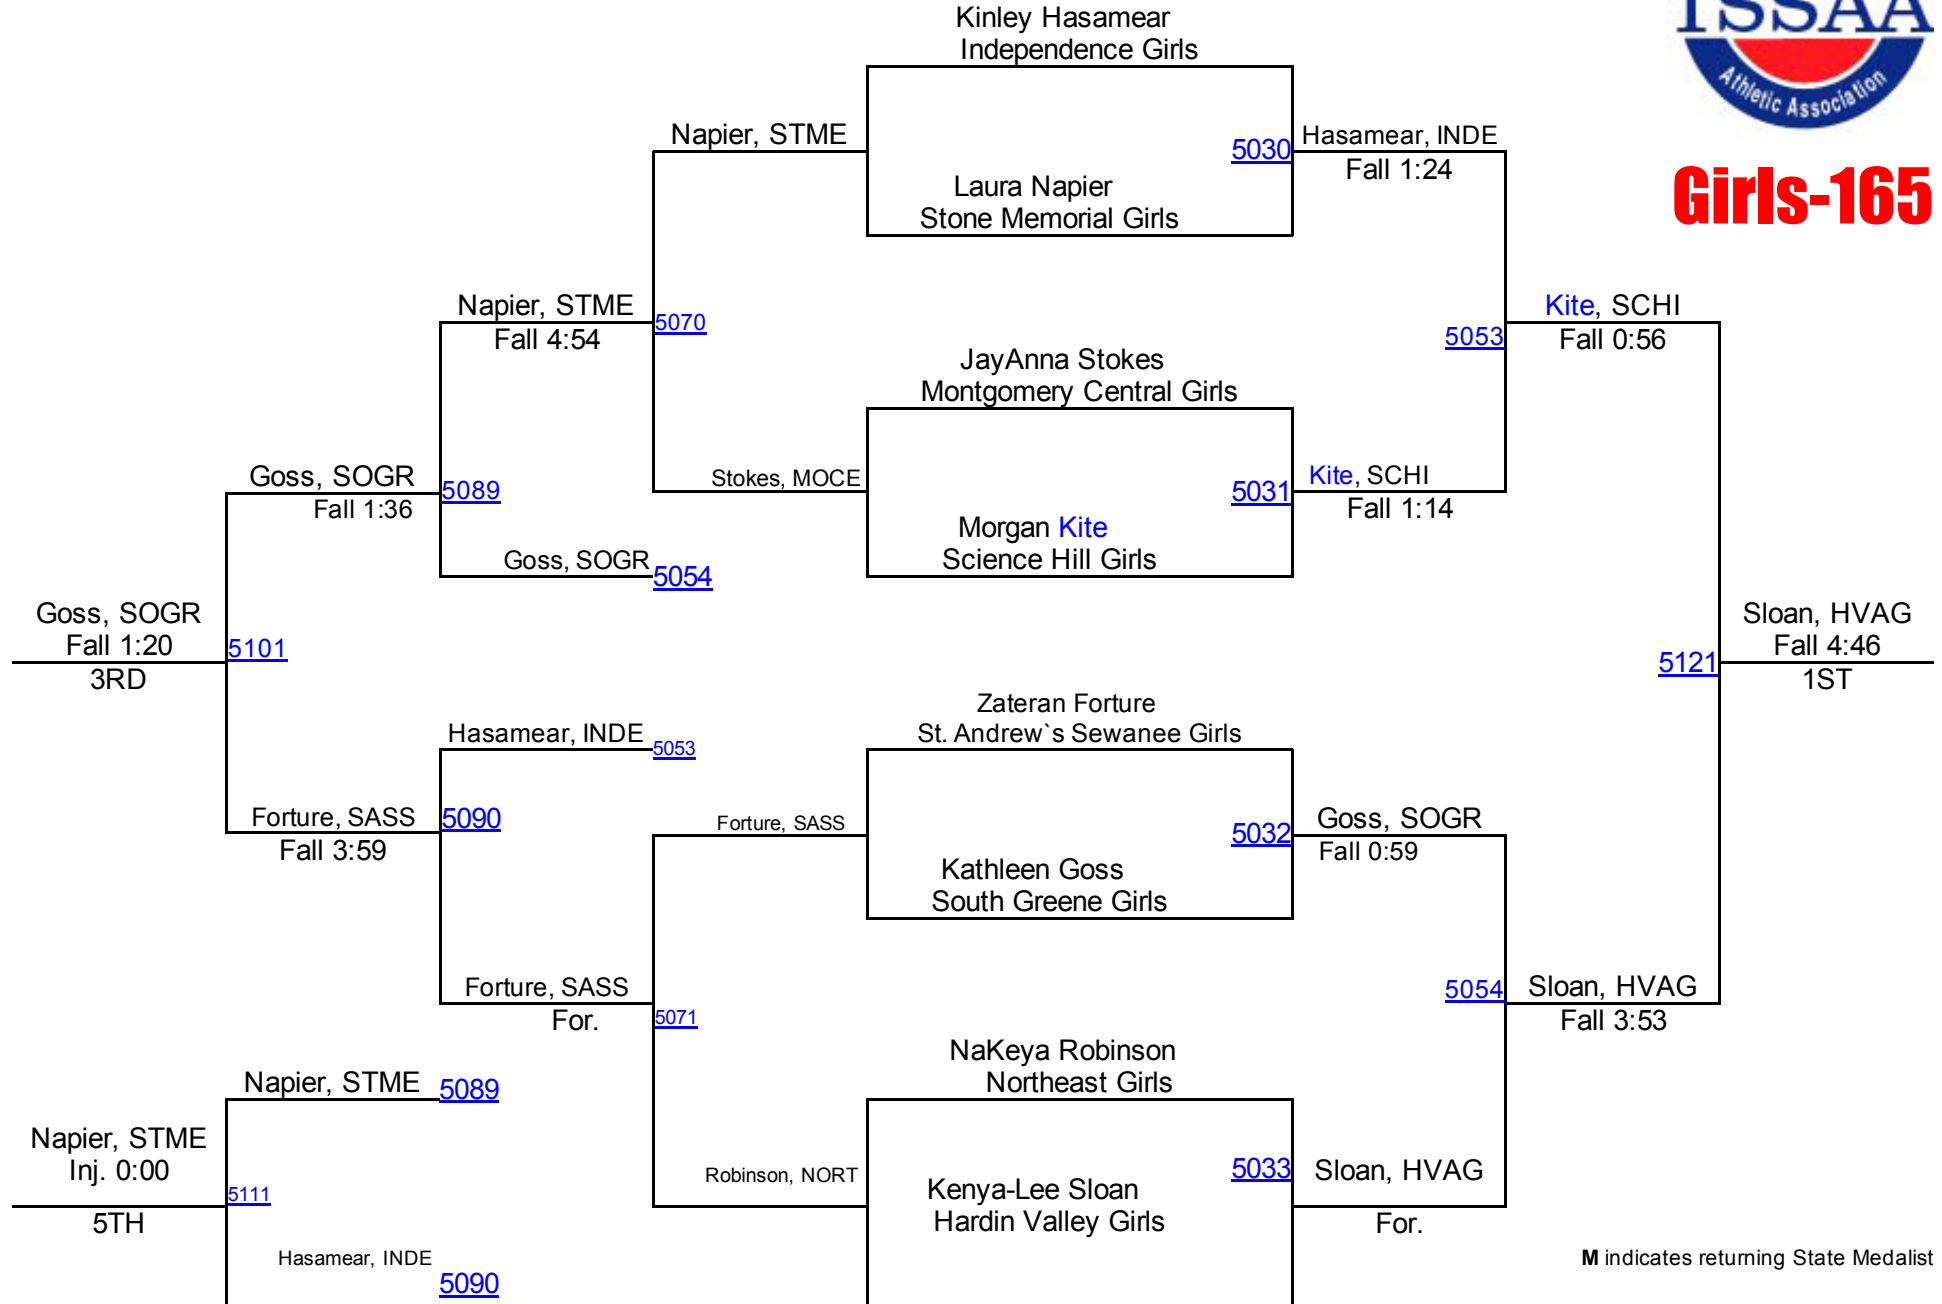 Kinley Hasamear
Independence Girls
TSSAA
Athletic Association
Girls-165
Napier, STME
5030
Hasamear, INDE
Fall 1:24
Laura Napier
Stone Memorial Girls
Napier, STME
Fall 4:54
5070
Kite, SCHI
Fall 0:56
5053
JayAnna Stokes
Montgomery Central Girls
Goss, SOGR
Fall 1:36
5089
Stokes, MOCE
5031
Kite, SCHI
Fall 1:14
Morgan Kite
Science Hill Girls
Goss, SOGR
5054
Goss, SOGR
Fall 1:20
3RD
5101
5121
Sloan, HVAG
Fall 4:46
1ST
Hasamear, INDE
5053
Zateran Forture
St. Andrew`s Sewanee Girls
Forture, SASS
Fall 3:59
5090
Forture, SASS
5032
Goss, SOGR
Fall 0:59
Kathleen Goss
South Greene Girls
Forture, SASS
For.
5071
5054
Sloan, HVAG
Fall 3:53
NaKeya Robinson
Northeast Girls
Napier, STME
5089
Napier, STME
Inj. 0:00
5TH
5111
Robinson, NORT
5033
Sloan, HVAG
For.
Kenya-Lee Sloan
Hardin Valley Girls
Hasamear, INDE
5090
M indicates returning State Medalist